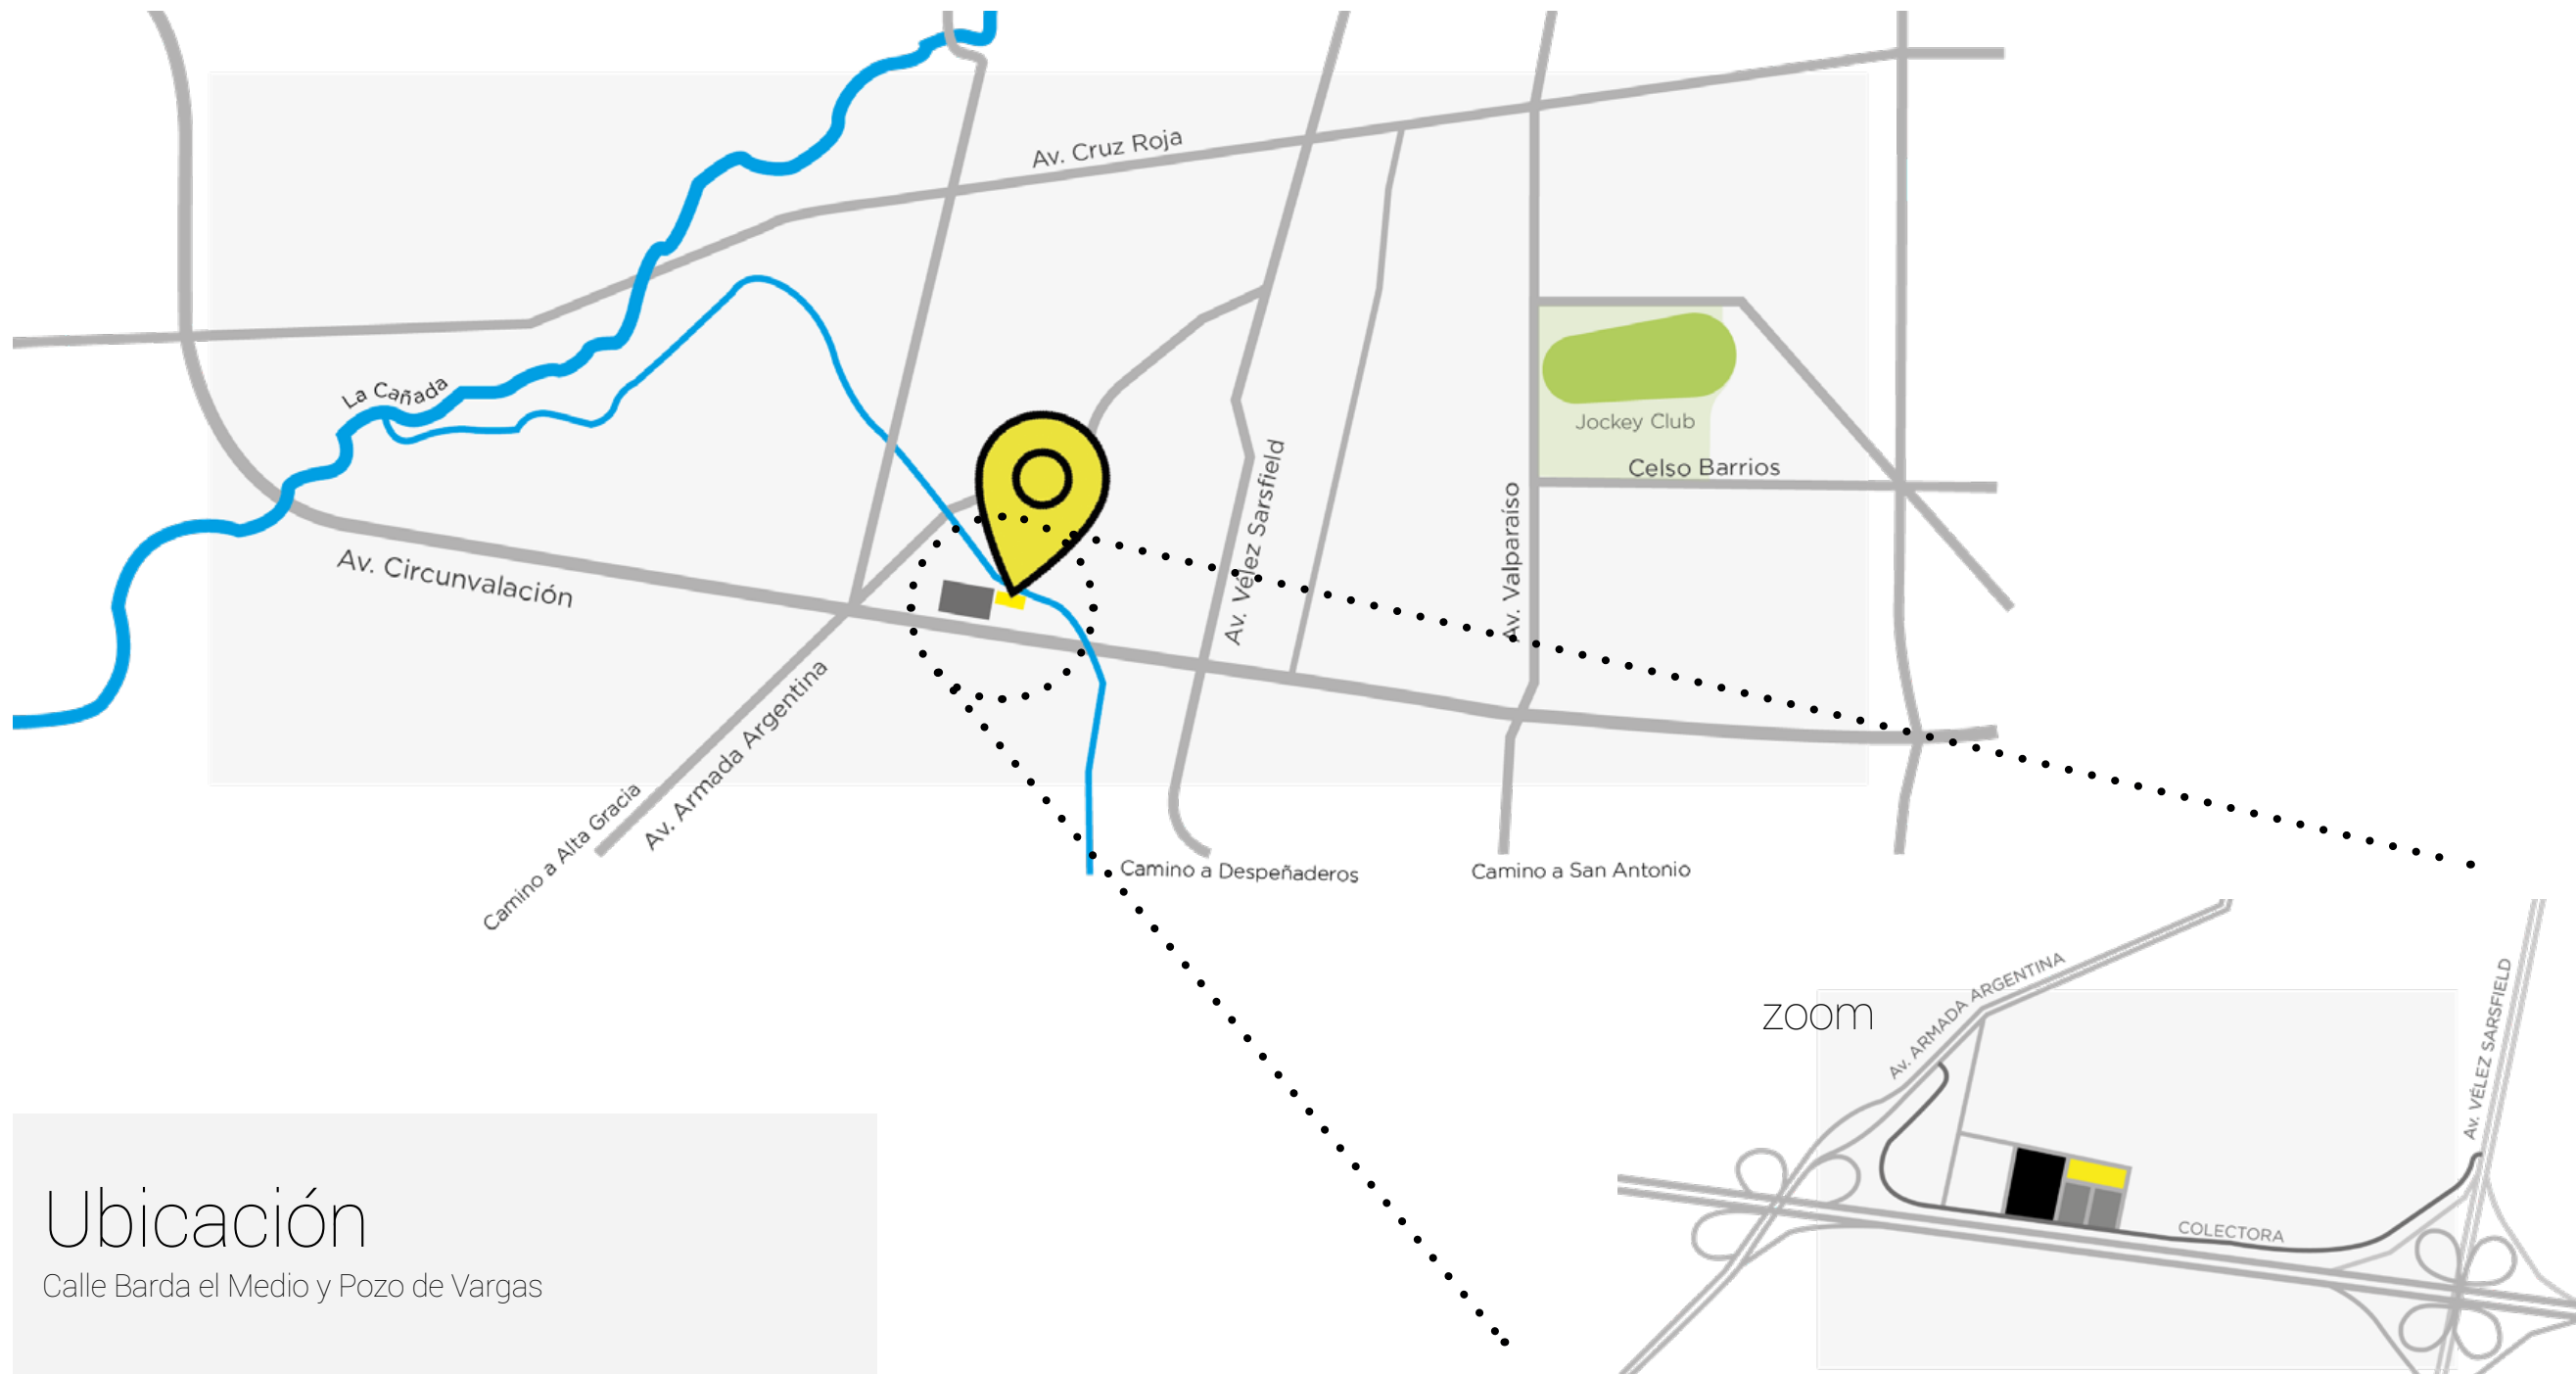 Av. Cruz Roja
La Cañada
Jockey Club
Celso Barrios
Av. Circunvalación
Av. Vélez Sarsfield
Av. Valparaíso
Av. Armada Argentina
Camino a Alta Gracia
Camino a Despeñaderos
Camino a San Antonio
zoom
Av. ARMADA ARGENTINA
Av. VÉLEZ SARSFIELD
COLECTORA
Ubicación
Calle Barda el Medio y Pozo de Vargas